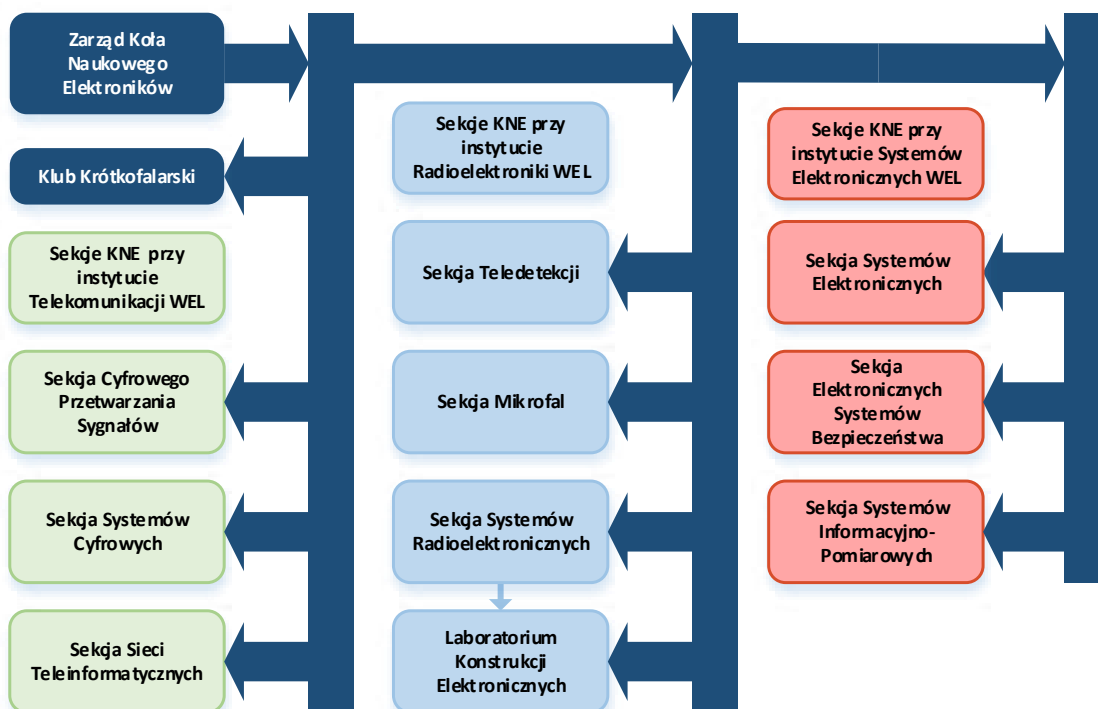 Zarząd Koła
Naukowego
Elektroników
Klub Krótkofalarski
Sekcje KNE przy
instytucie
Telekomunikacji WEL
Sekcja Cyfrowego
Przetwarzania
Sygnałów
Sekcja Systemów
Cyfrowych
Sekcja Sieci
Teleinformatycznych
Sekcje KNE przy
instytucie
Radioelektroniki WEL
Sekcja Teledetekcji
Sekcja Mikrofal
Sekcja Systemów
Radioelektronicznych
Laboratorium
Konstrukcji
Elektronicznych
Sekcje KNE przy
instytucie Systemów
Elektronicznych WEL
Sekcja Systemów
Elektronicznych
Sekcja
Elektronicznych
Systemów
Bezpieczeństwa
Sekcja Systemów
Informacyjno-
Pomiarowych